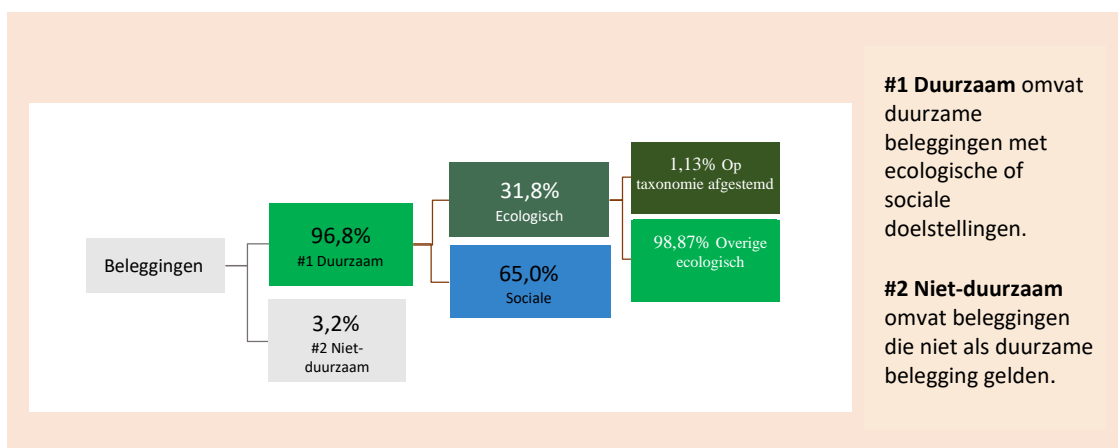 Beleggingen
96,8%
#1 Duurzaam
3,2%
#2 Niet-
duurzaam
31,8%
Ecologisch
65,0%
Sociale
1,13% Op
taxonomie afgestemd
98,87% Overige
ecologisch
#1 Duurzaam omvat
duurzame
beleggingen met
ecologische of
sociale
doelstellingen.
#2 Niet-duurzaam
omvat beleggingen
die niet als duurzame
belegging gelden.